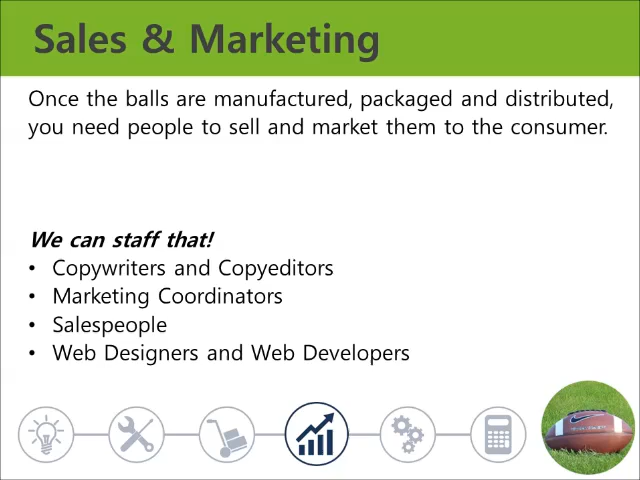 Sales & Marketing
Once the balls are manufactured, packaged and distributed,
you need people to sell and market them to the consumer.
We can staff that!
• Copywriters and Copyeditors
• Marketing Coordinators
• Salespeople
• Web Designers and Web Developers